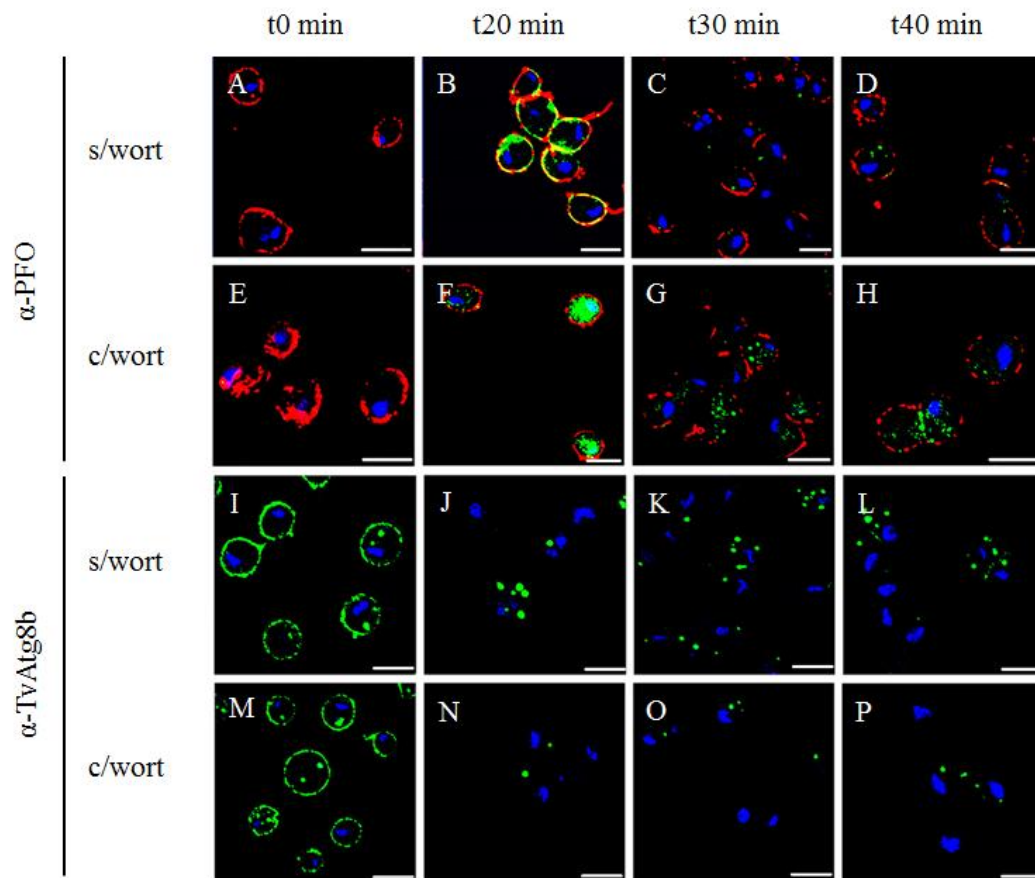 t0 min t20 min t30 min t40 min
α-PFO
s/wort
A B C D
c/wort
E F G H
α-TvAtg8b
s/wort
I J K L
c/wort
M N O P